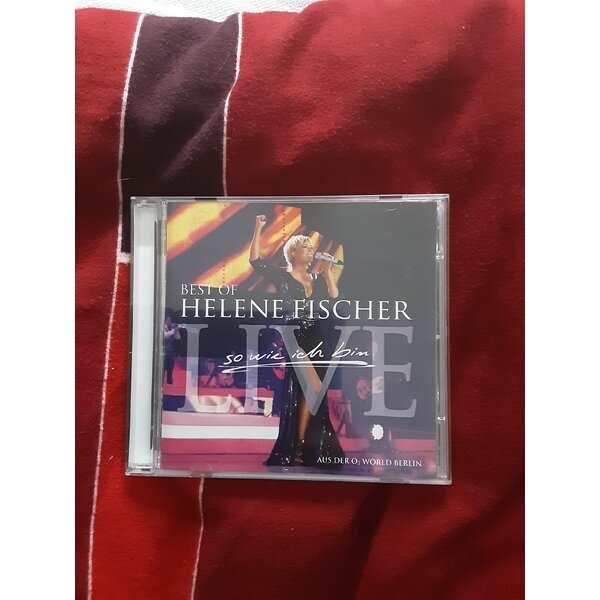 BEST OF
HELENE FISCHER
LIVE
so wie ich bin
AUS DER O₂ WORLD BERLIN